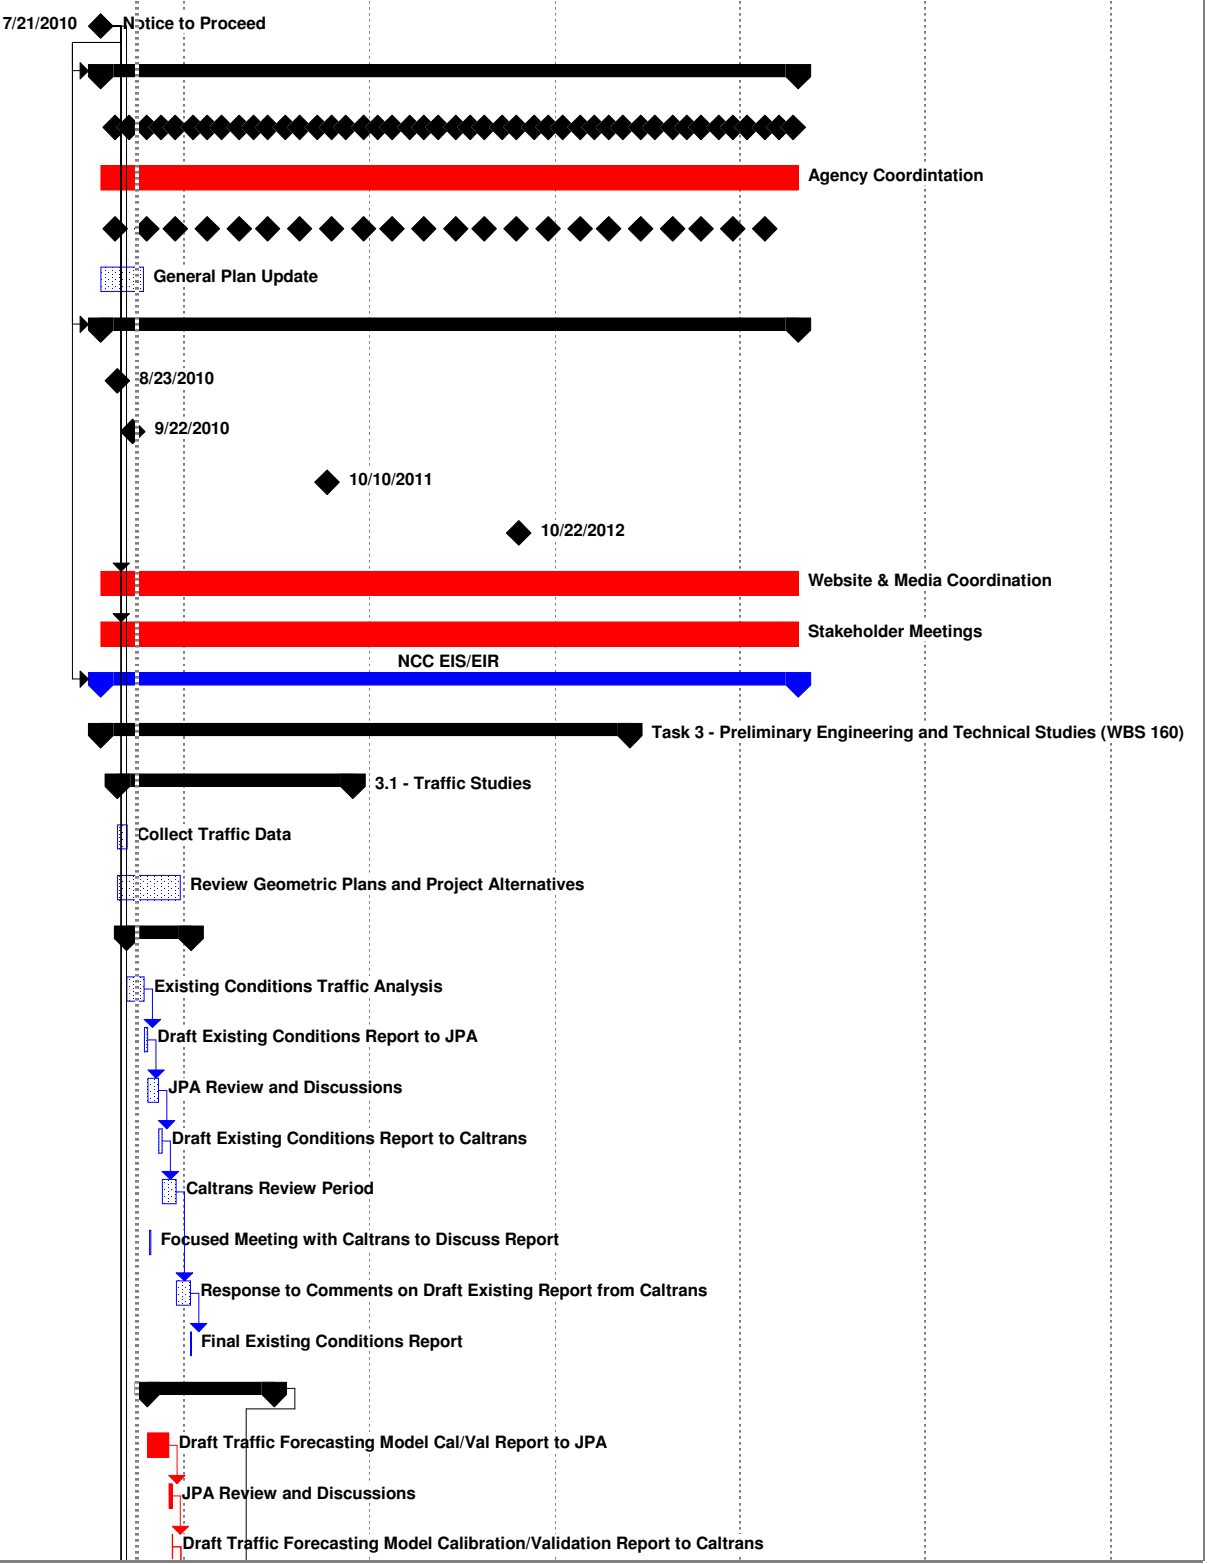 7/21/2010 Notice to Proceed
Agency Coordintation
General Plan Update
8/23/2010
9/22/2010
10/10/2011
10/22/2012
Website & Media Coordination
Stakeholder Meetings
NCC EIS/EIR
Task 3 - Preliminary Engineering and Technical Studies (WBS 160)
3.1 - Traffic Studies
Collect Traffic Data
Review Geometric Plans and Project Alternatives
Existing Conditions Traffic Analysis
Draft Existing Conditions Report to JPA
JPA Review and Discussions
Draft Existing Conditions Report to Caltrans
Caltrans Review Period
Focused Meeting with Caltrans to Discuss Report
Response to Comments on Draft Existing Report from Caltrans
Final Existing Conditions Report
Draft Traffic Forecasting Model Cal/Val Report to JPA
JPA Review and Discussions
Draft Traffic Forecasting Model Calibration/Validation Report to Caltrans